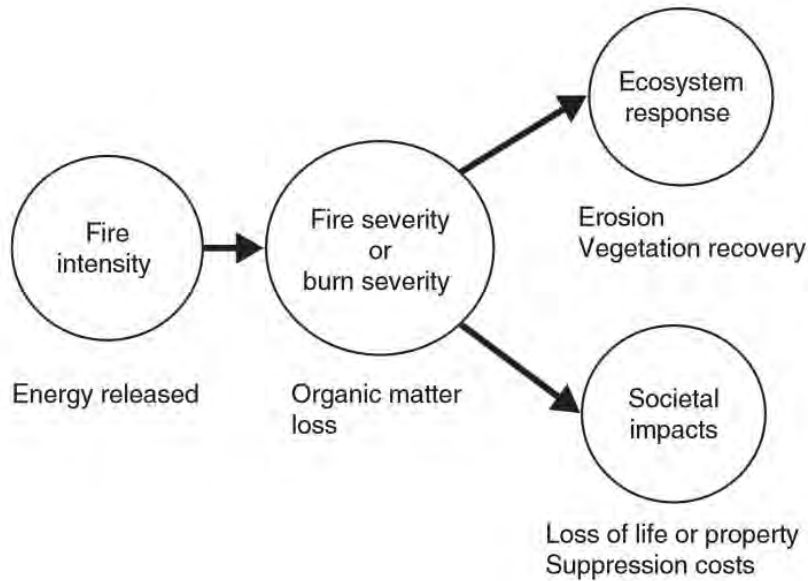 Fire
intensity
Energy released
Fire severity
or
burn severity
Organic matter
loss
Ecosystem
response
Erosion
Vegetation recovery
Societal
impacts
Loss of life or property
Suppression costs